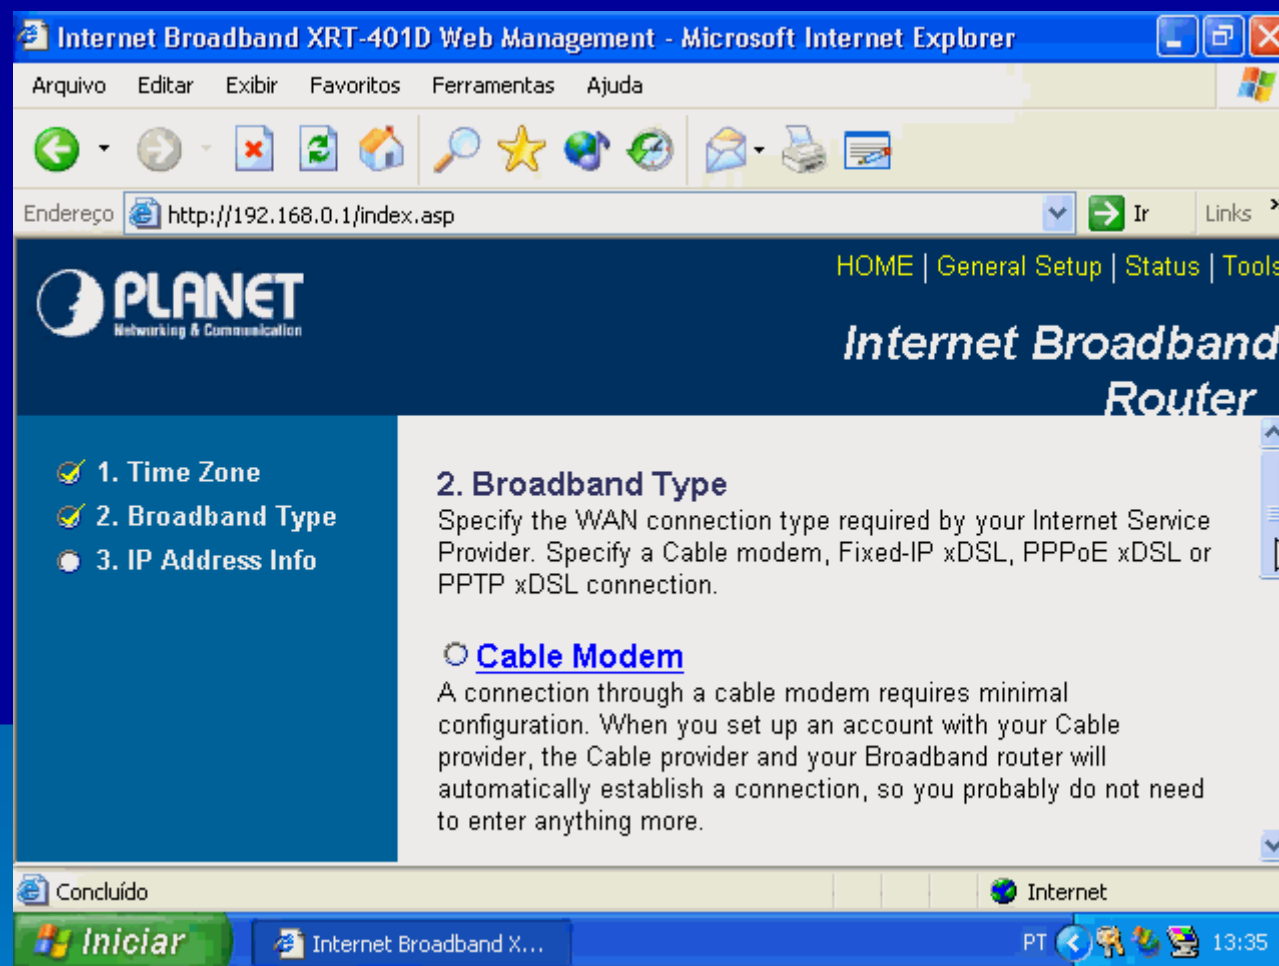 Internet Broadband XRT-401D Web Management - Microsoft Internet Explorer
Arquivo Editar Exibir Favoritos Ferramentas Ajuda
Endereço http://192.168.0.1/index.asp Ir Links
HOME | General Setup | Status | Tools
PLANET
Networking & Communication
Internet Broadband
Router
1. Time Zone
2. Broadband Type
3. IP Address Info
2. Broadband Type
Specify the WAN connection type required by your Internet Service
Provider. Specify a Cable modem, Fixed-IP xDSL, PPPoE xDSL or
PPTP xDSL connection.
Cable Modem
A connection through a cable modem requires minimal
configuration. When you set up an account with your Cable
provider, the Cable provider and your Broadband router will
automatically establish a connection, so you probably do not need
to enter anything more.
Concluído Internet
Iniciar Internet Broadband X... PT 13:35